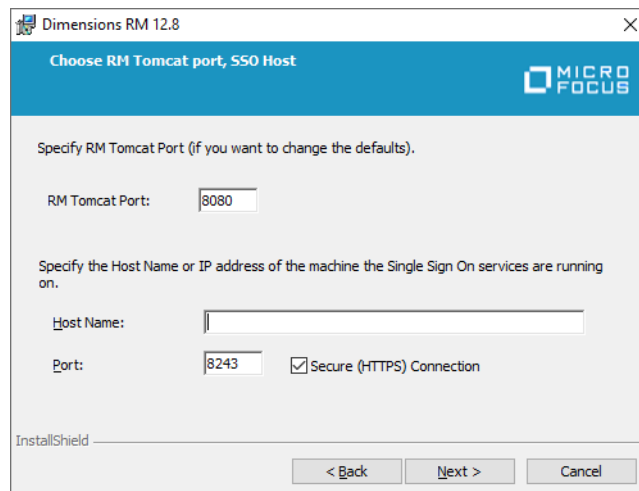 Dimensions RM 12.8
Choose RM Tomcat port, SSO Host
MICRO
FOCUS
Specify RM Tomcat Port (if you want to change the defaults).
RM Tomcat Port: 8080
Specify the Host Name or IP address of the machine the Single Sign On services are running
on.
Host Name:
Port: 8243 Secure (HTTPS) Connection
InstallShield
< Back Next > Cancel